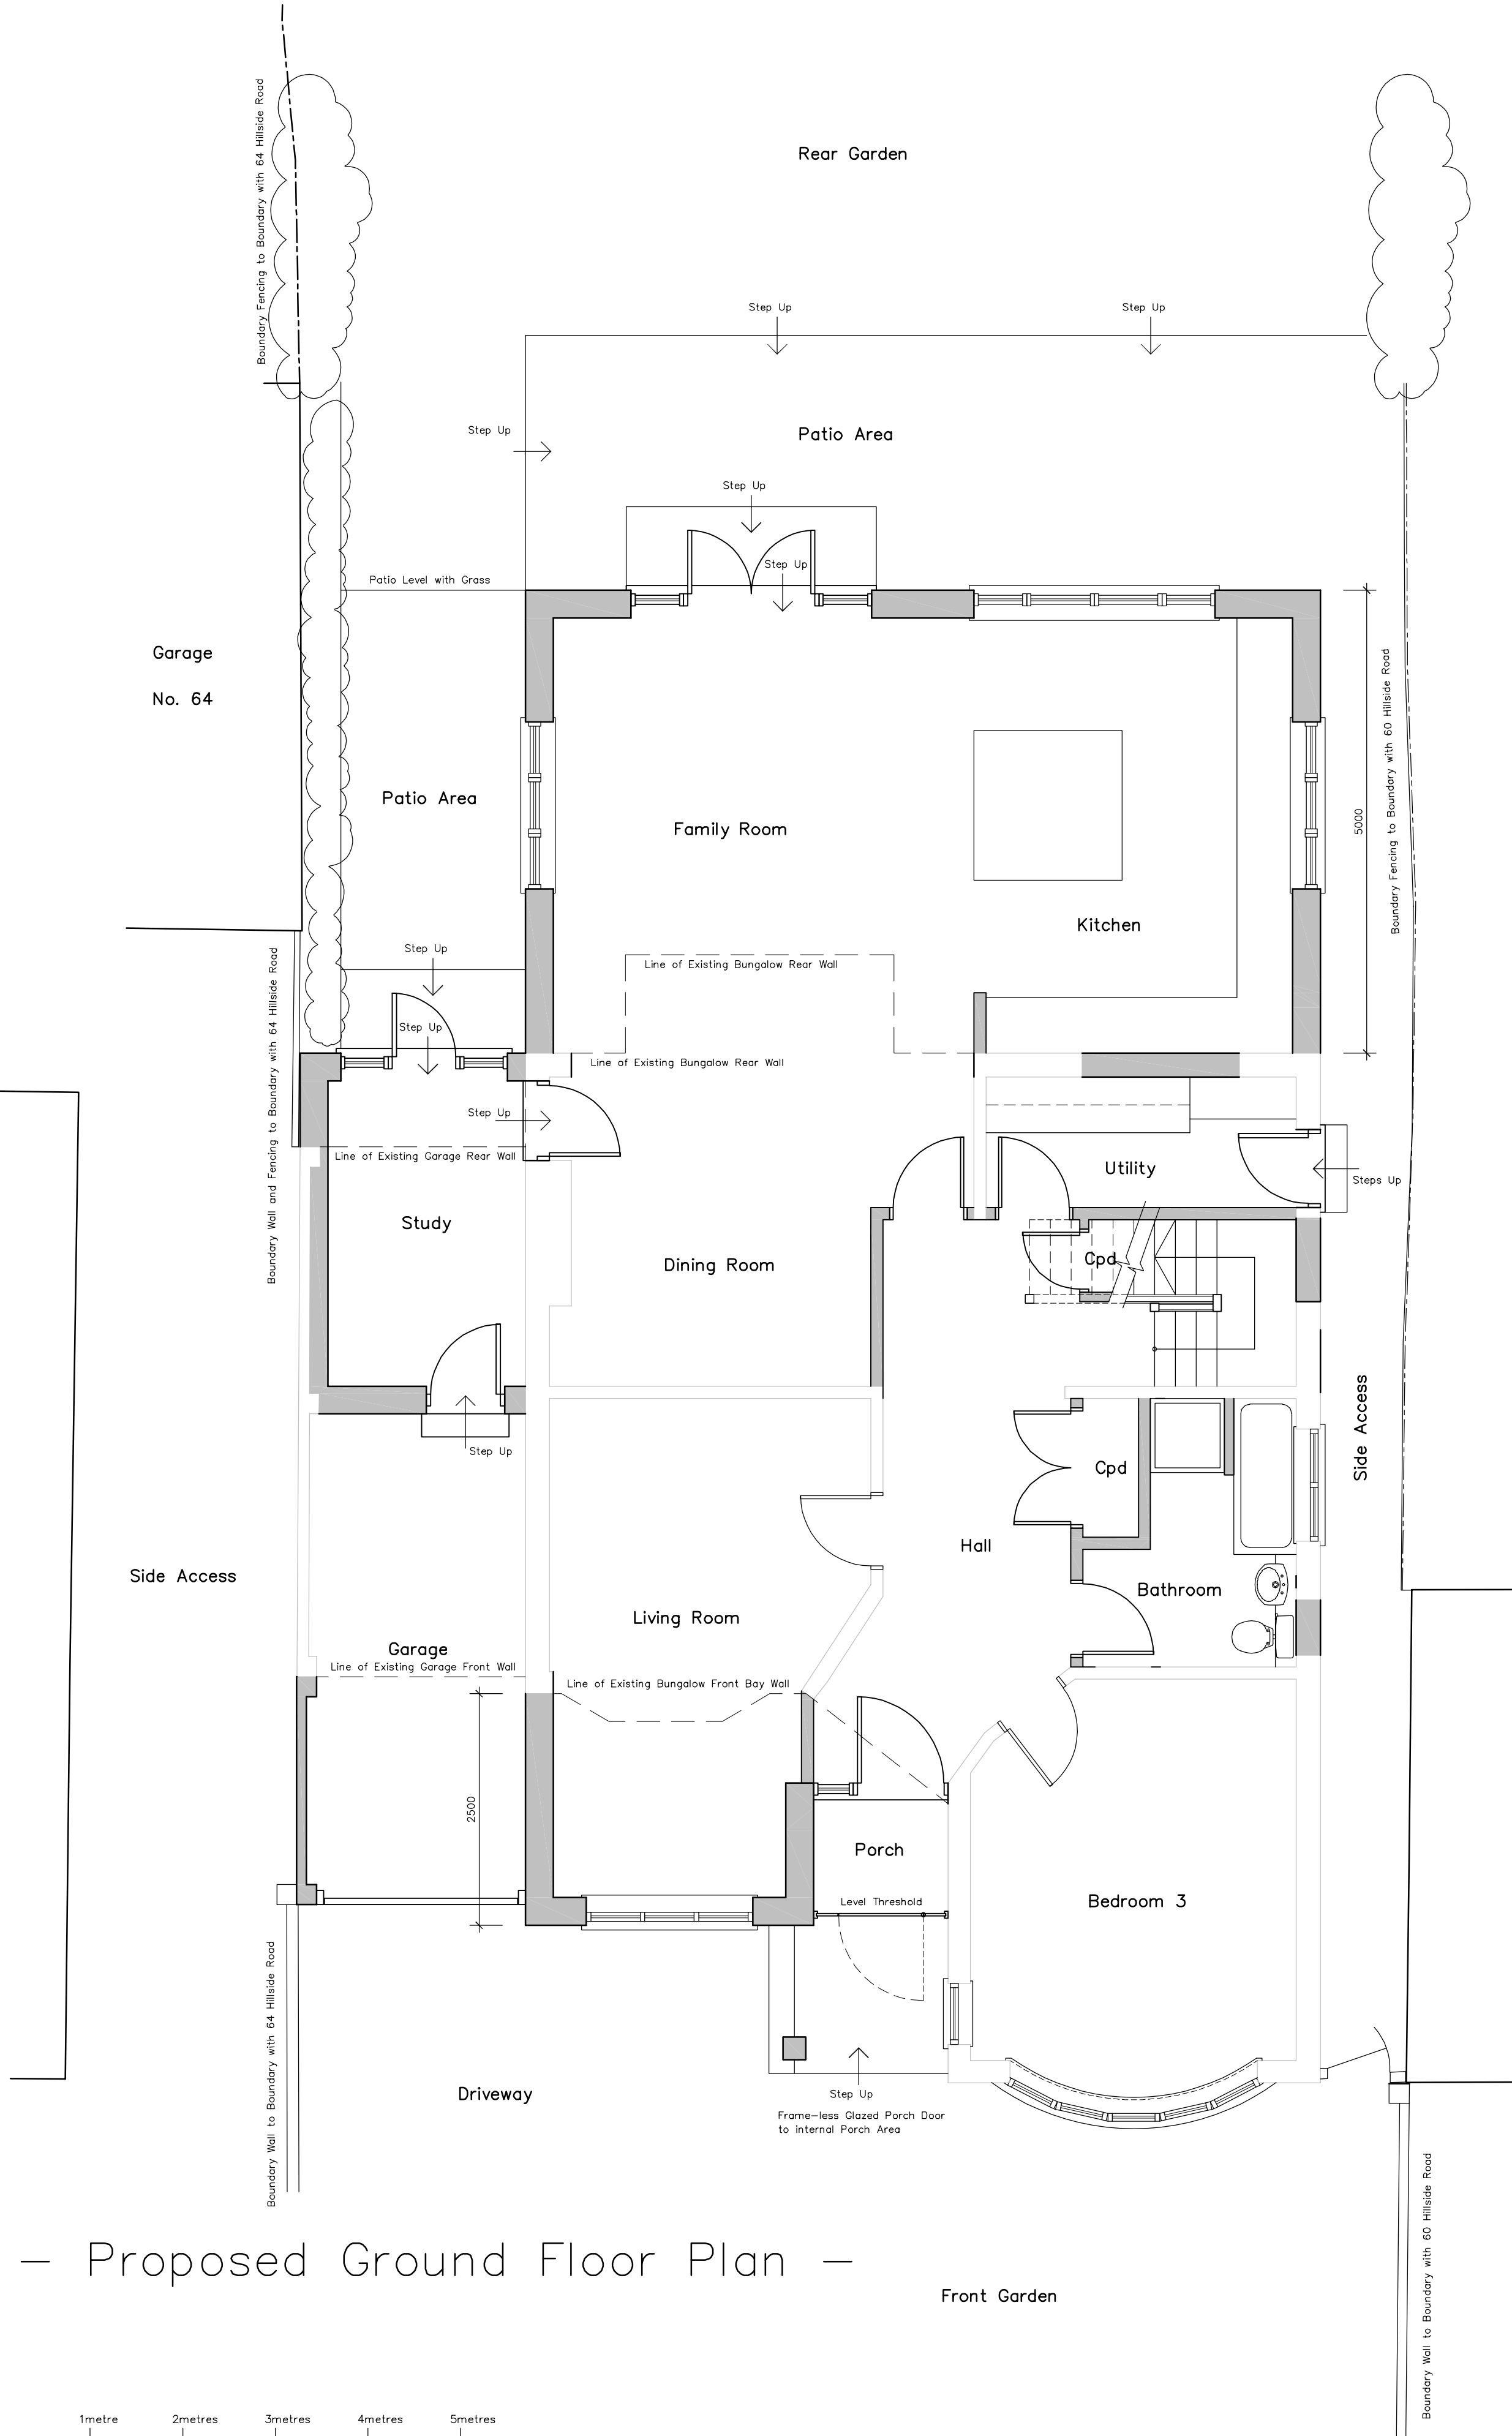 Boundary Fencing to Boundary with 64 Hillside Road
Rear Garden
Step Up
Step Up
Step Up
Patio Area
Step Up
Step Up
Patio Level with Grass
Garage
No. 64
Patio Area
Family Room
Kitchen
5000
Boundary Fencing to Boundary with 60 Hillside Road
Step Up
Line of Existing Bungalow Rear Wall
Step Up
Line of Existing Bungalow Rear Wall
Boundary Wall and Fencing to Boundary with 64 Hillside Road
Step Up
Line of Existing Garage Rear Wall
Utility
Steps Up
Study
Dining Room
Cpd
Side Access
Step Up
Cpd
Hall
Side Access
Bathroom
Living Room
Garage
Line of Existing Garage Front Wall
Line of Existing Bungalow Front Bay Wall
2500
Porch
Level Threshold
Bedroom 3
Boundary Wall to Boundary with 64 Hillside Road
Driveway
Step Up
Frame-less Glazed Porch Door
to internal Porch Area
Boundary Wall to Boundary with 60 Hillside Road
- Proposed Ground Floor Plan -
Front Garden
1metre 2metres 3metres 4metres 5metres